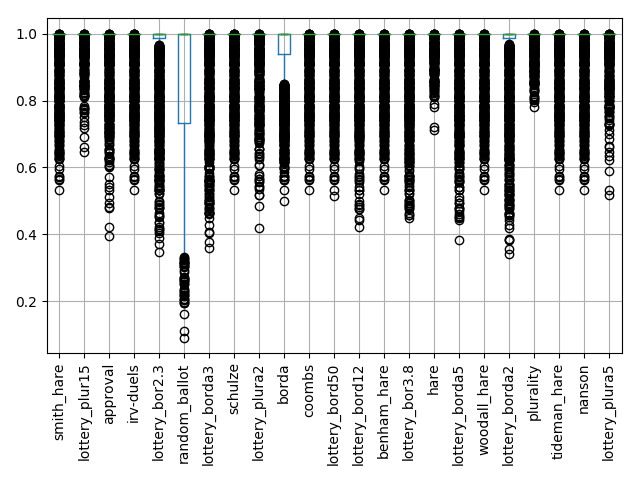 1.0
0.8
0.6
0.4
0.2
smith_hare
lottery_plur15
approval
irv-duels
lottery_bor2.3
random_ballot
lottery_borda3
schulze
lottery_plura2
borda
coombs
lottery_bord50
lottery_bord12
benham_hare
lottery_bor3.8
hare
lottery_borda5
woodall_hare
lottery_borda2
plurality
tideman_hare
nanson
lottery_plura5